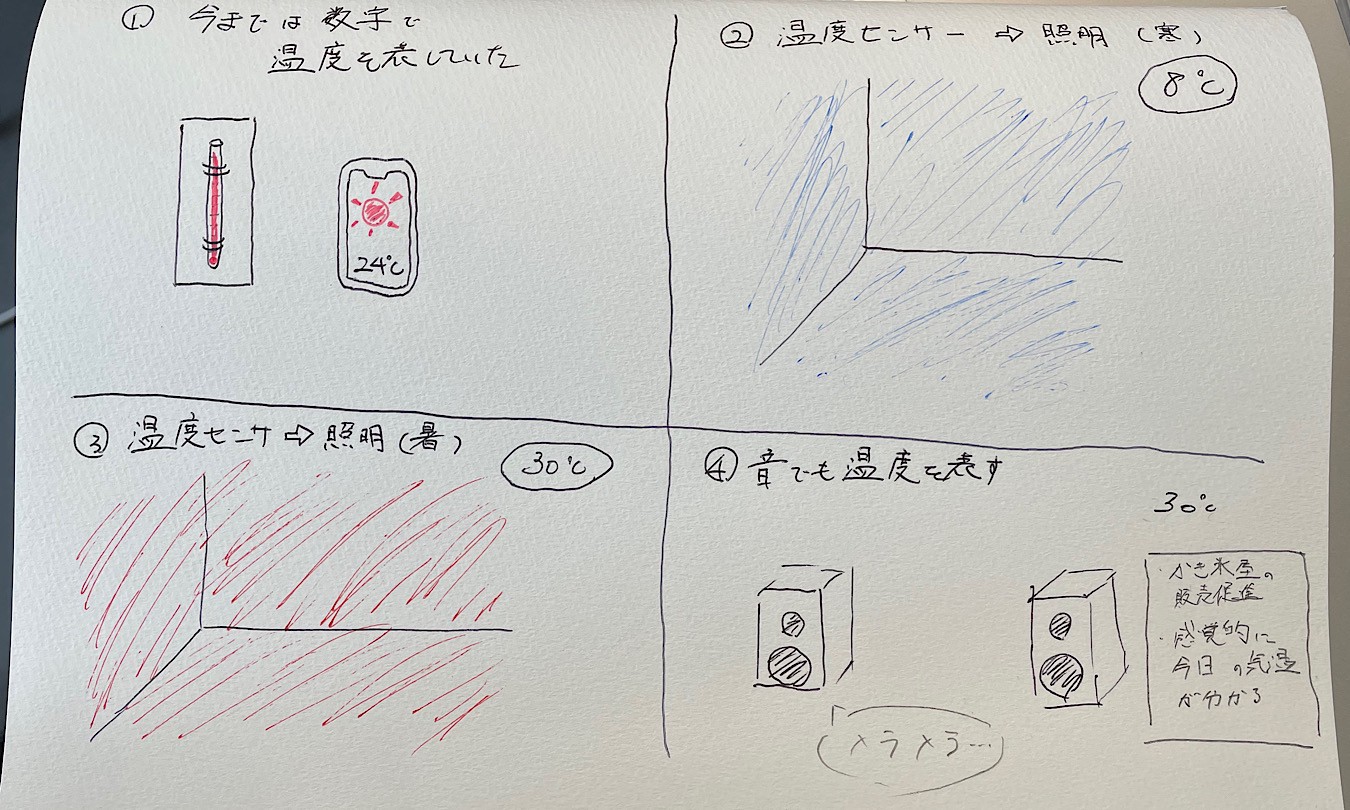 ① 今までは数字で
温度を表していた
24℃
② 温度センサー ⇨ 照明（寒）
8℃
③ 温度センサ ⇨ 照明（暑）
30℃
④ 音でも温度を表す
30℃
・かき氷屋の
販売促進
・感覚的に
今日の気温
が分かる
メラメラ…